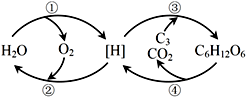 ① ③
H₂O O₂ [H] C₃ CO₂ C₆H₁₂O₆
② ④